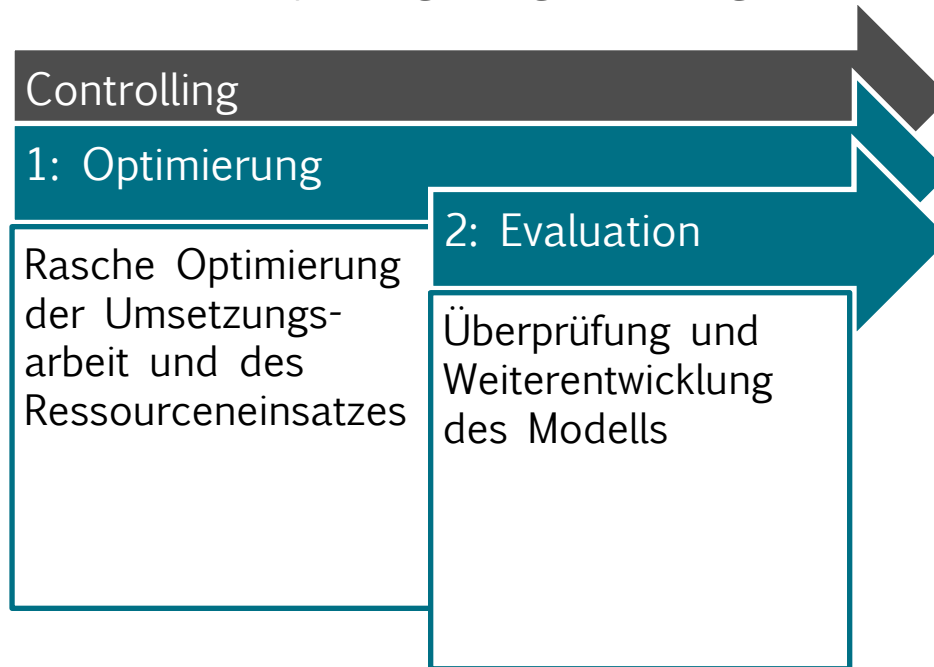 Controlling
1: Optimierung
2: Evaluation
Rasche Optimierung
der Umsetzungs-
arbeit und des
Ressourceneinsatzes
Überprüfung und
Weiterentwicklung
des Modells